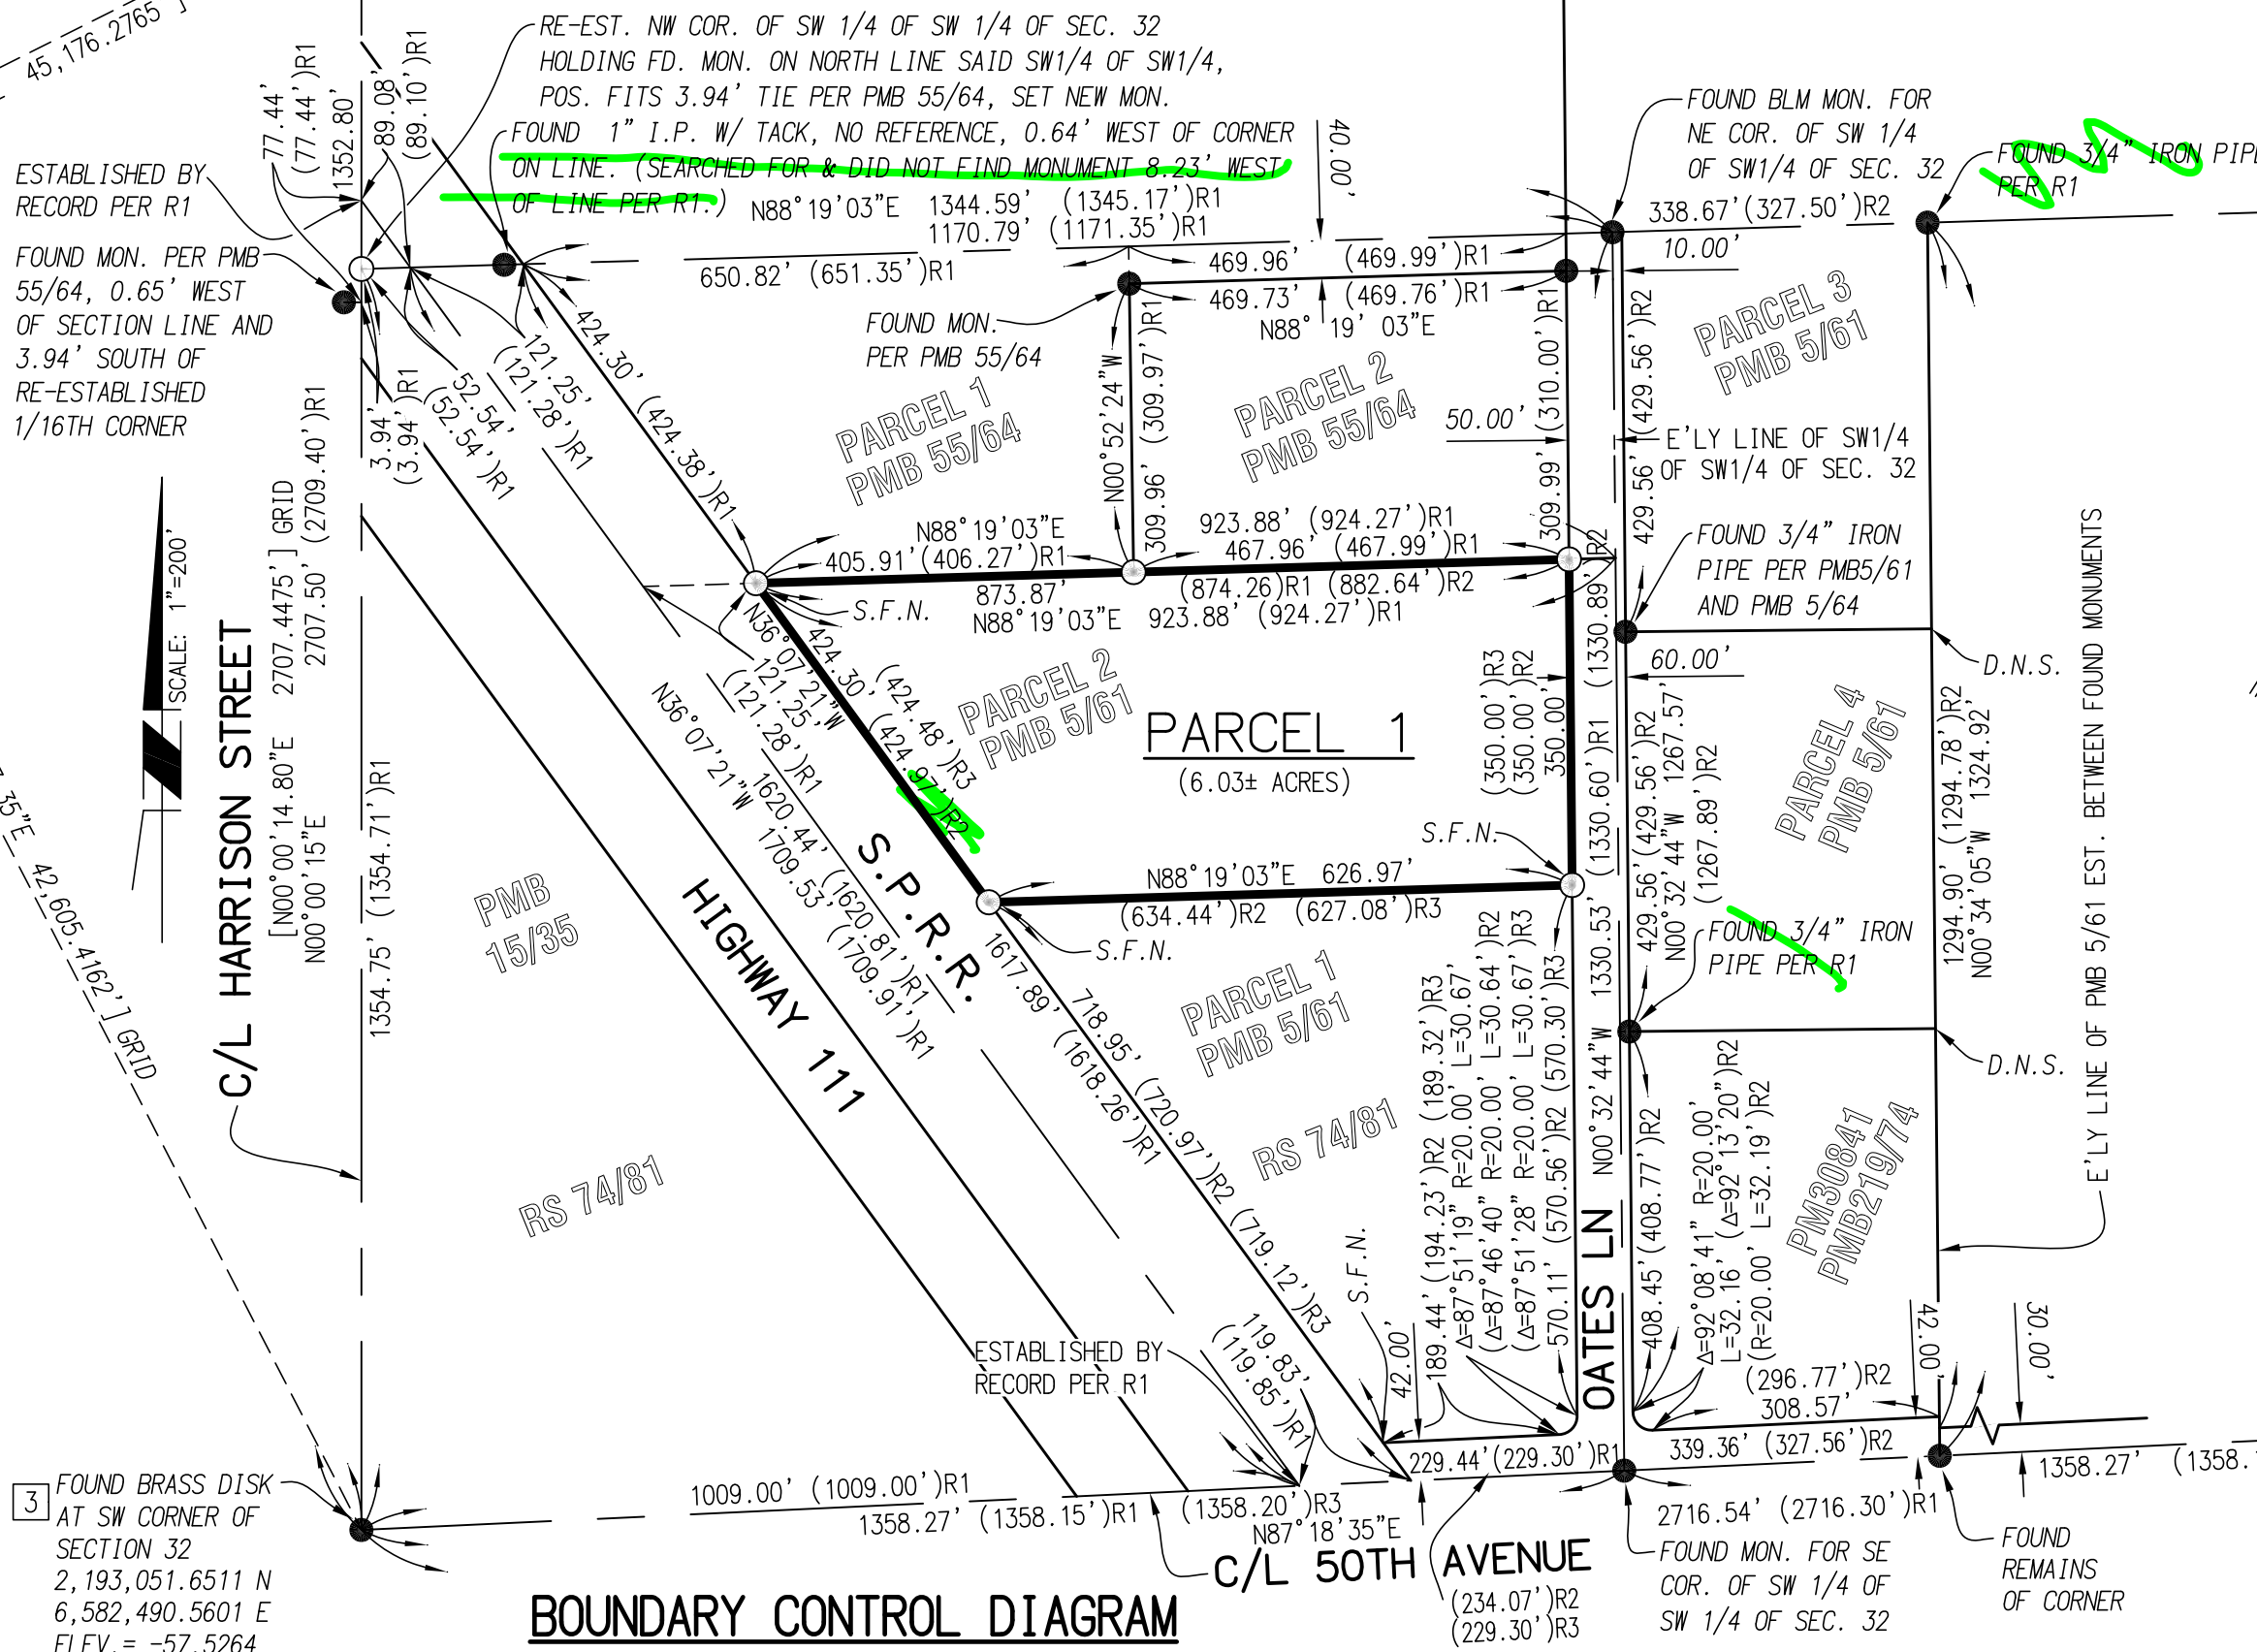 45,176.2765
77.44'
(77.44')R1
1352.80'
89.08'
(89.10')R1
RE-EST. NW COR. OF SW 1/4 OF SW 1/4 OF SEC. 32
HOLDING FD. MON. ON NORTH LINE SAID SW1/4 OF SW1/4,
POS. FITS 3.94' TIE PER PMB 55/64, SET NEW MON.
FOUND 1" I.P. W/ TACK, NO REFERENCE, 0.64' WEST OF CORNER
ON LINE. (SEARCHED FOR & DID NOT FIND MONUMENT 8.23' WEST
OF LINE PER R1.)
N88°19'03"E 1344.59' (1345.17')R1
1170.79' (1171.35')R1
650.82' (651.35')R1
40.00'
469.96' (469.99')R1
469.73' (469.76')R1
N88° 19' 03"E
FOUND BLM MON. FOR
NE COR. OF SW 1/4
OF SW1/4 OF SEC. 32
FOUND 3/4" IRON PIPE
PER R1
338.67'(327.50')R2
10.00'
ESTABLISHED BY
RECORD PER R1
FOUND MON. PER PMB
55/64, 0.65' WEST
OF SECTION LINE AND
3.94' SOUTH OF
RE-ESTABLISHED
1/16TH CORNER
3.94'
(3.94')R1
52.54'
(52.54')R1
121.25'
(121.28')R1
424.30' (424.38')R1
FOUND MON.
PER PMB 55/64
PARCEL 1
PMB 55/64
N00°52'24"W
309.96' (309.97')R1
PARCEL 2
PMB 55/64
50.00'
309.99' (310.00')R1
429.56' (429.56')R2
PARCEL 3
PMB 5/61
E'LY LINE OF SW1/4
OF SW1/4 OF SEC. 32
SCALE: 1"=200'
C/L HARRISON STREET
[N00°00'14.80"E 2707.4475'] GRID
N00°00'15"E 2707.50' (2709.40')R1
1354.75' (1354.71')R1
N88°19'03"E
405.91'(406.27')R1
923.88' (924.27')R1
467.96' (467.99')R1
873.87' (874.26)R1 (882.64')R2
N88°19'03"E 923.88' (924.27')R1
S.F.N.
FOUND 3/4" IRON
PIPE PER PMB5/61
AND PMB 5/64
60.00'
D.N.S.
N36°07'21"W
424.30' (424.48')R3
(424.97')R2
121.25'
(121.28')R1
PARCEL 2
PMB 5/61
PARCEL 1
(6.03± ACRES)
(350.00')R3
(350.00')R2
350.00'
N00°32'44"W 1330.53' (1330.60')R1 (1330.89')R2
429.56'(429.56')R2
N00°32'44"W 1267.57'
(1267.89')R2
PARCEL 4
PMB 5/61
1294.90' (1294.78')R2
N00°34'05"W 1324.92'
E'LY LINE OF PMB 5/61 EST. BETWEEN FOUND MONUMENTS
1620.44' (1620.81')R1
N36°07'21"W 1709.53' (1709.91')R1
S.P.R.R.
HIGHWAY 111
PMB
15/35
RS 74/81
35"E 42,605.4162'] GRID
S.F.N.
N88°19'03"E 626.97'
(634.44')R2 (627.08')R3
S.F.N.
FOUND 3/4" IRON
PIPE PER R1
D.N.S.
1617.89' (1618.26')R1
718.95' (720.97')R2 (719.12')R3
PARCEL 1
PMB 5/61
RS 74/81
S.F.N.
42.00'
189.44'(194.23')R2 (189.32')R3
Δ=87°51'19" R=20.00' L=30.67'
(Δ=87°46'40" R=20.00' L=30.64')R2
(Δ=87°51'28" R=20.00' L=30.67')R3
570.11' (570.56')R2 (570.30')R3
OATES LN
408.45'(408.77')R2
Δ=92°08'41" R=20.00'
L=32.16' (Δ=92°13'20")R2
(R=20.00' L=32.19')R2
PM30841
PMB219/74
42.00'
30.00'
ESTABLISHED BY
RECORD PER R1
119.83'
(119.85')R1
(296.77')R2
308.57'
229.44'(229.30')R1
339.36' (327.56')R2
3
FOUND BRASS DISK
AT SW CORNER OF
SECTION 32
2,193,051.6511 N
6,582,490.5601 E
ELEV.= -57.5264
1009.00' (1009.00')R1
1358.27' (1358.15')R1 (1358.20')R3
N87°18'35"E
C/L 50TH AVENUE
(234.07')R2
(229.30')R3
2716.54' (2716.30')R1
1358.27' (1358.
FOUND MON. FOR SE
COR. OF SW 1/4 OF
SW 1/4 OF SEC. 32
FOUND
REMAINS
OF CORNER
BOUNDARY CONTROL DIAGRAM